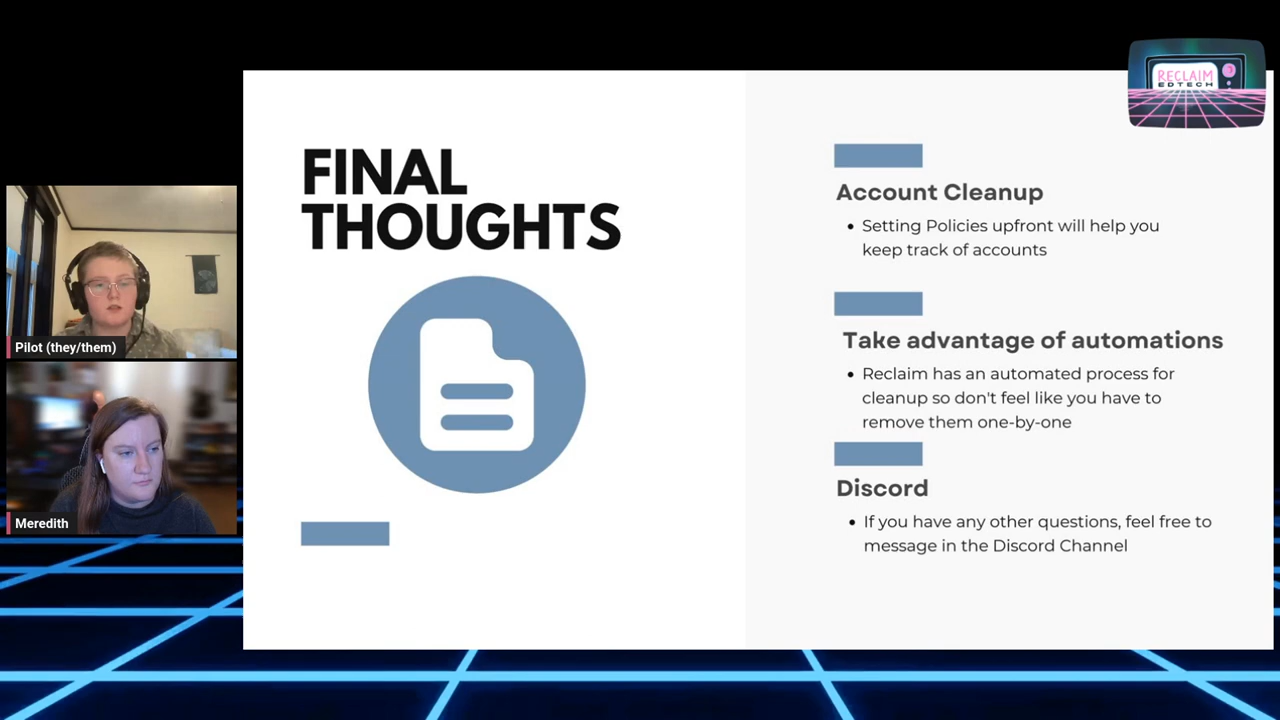 RECLAIM
EDTECH
FINAL
THOUGHTS
Account Cleanup
• Setting Policies upfront will help you
keep track of accounts
Take advantage of automations
• Reclaim has an automated process for
cleanup so don't feel like you have to
remove them one-by-one
Discord
• If you have any other questions, feel free to
message in the Discord Channel
Pilot (they/them)
Meredith